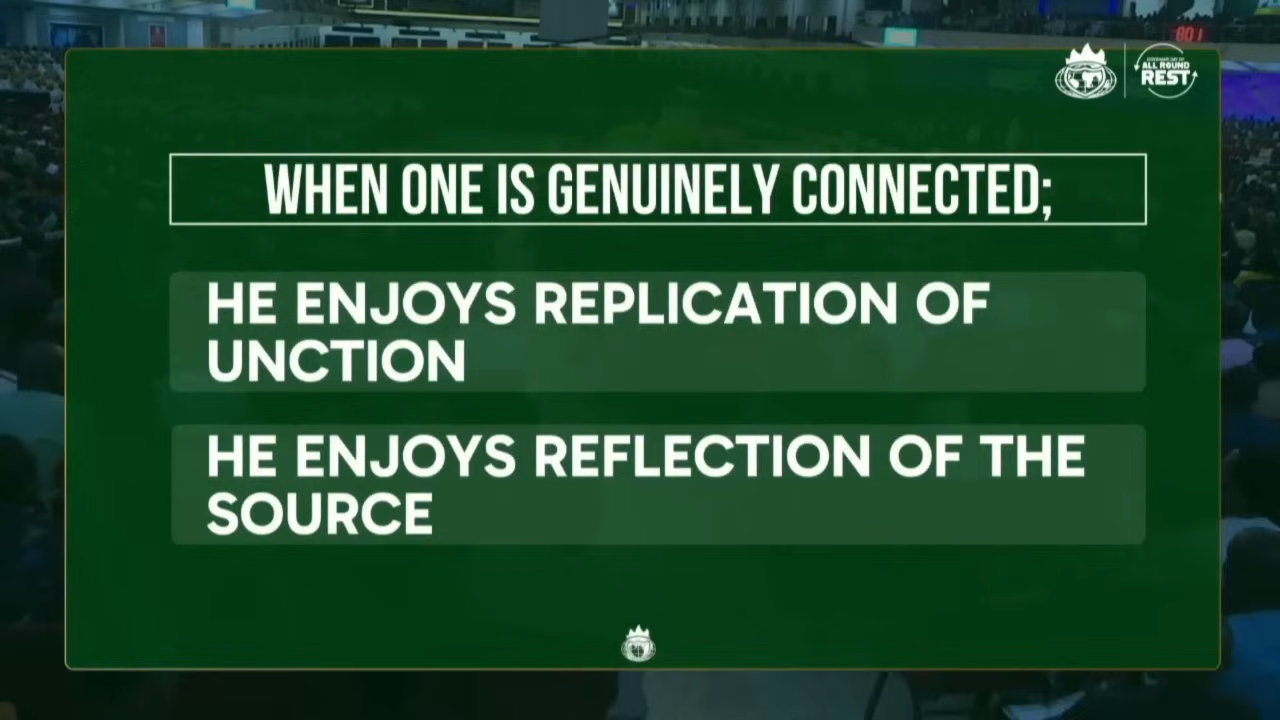 801
ALL ROUND
REST
WHEN ONE IS GENUINELY CONNECTED;
HE ENJOYS REPLICATION OF
UNCTION
HE ENJOYS REFLECTION OF THE
SOURCE